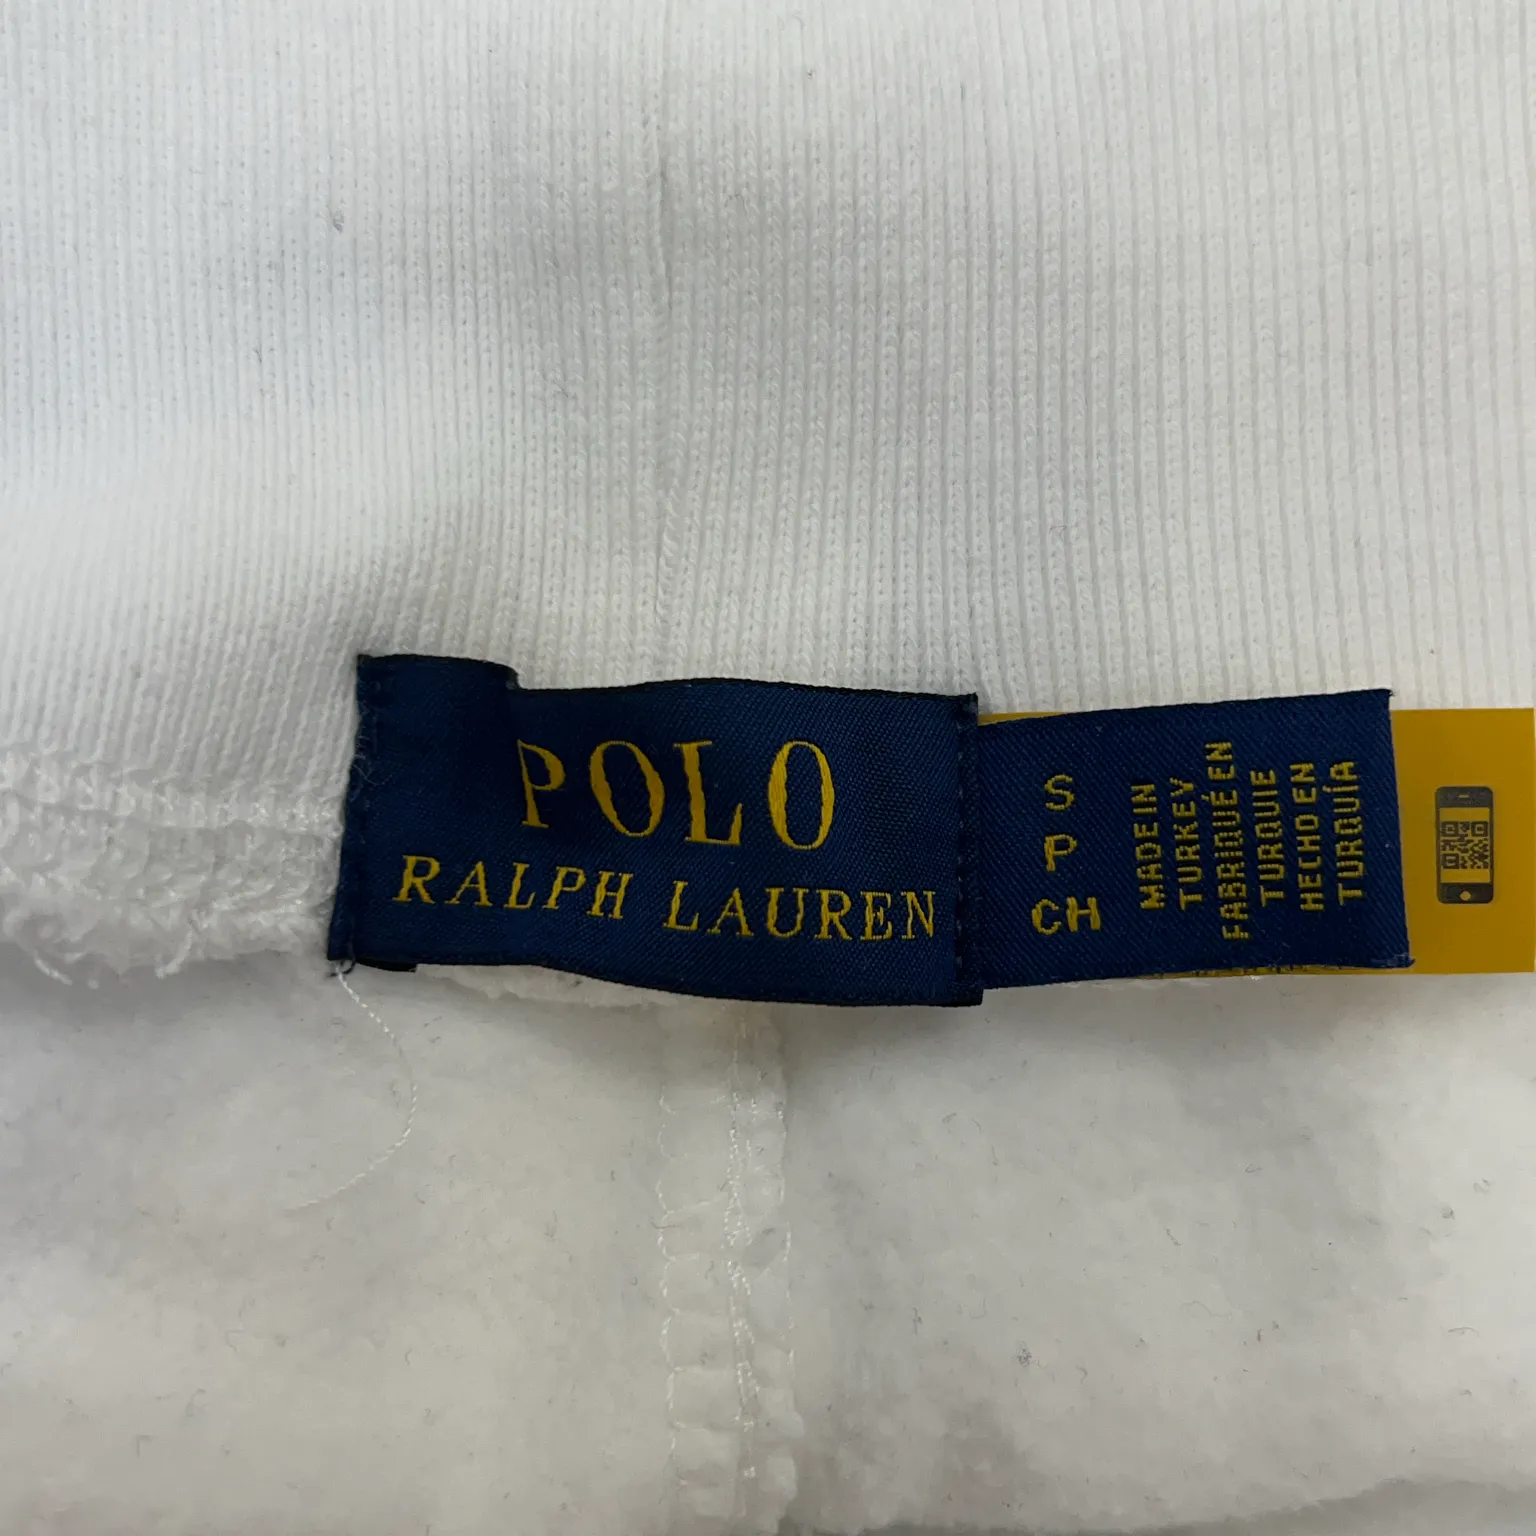 POLO
RALPH LAUREN
S
P
CH
MADE IN
TURKEY
FABRIQUÉ EN
TURQUIE
HECHO EN
TURQUÍA